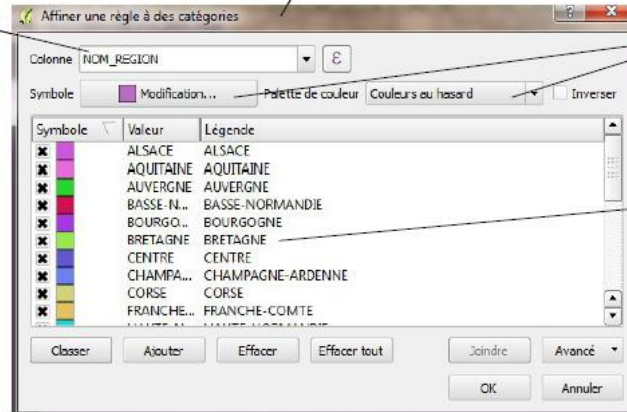 Affiner une règle à des catégories
Colonne NOM_REGION ε
Symbole Modification... Palette de couleur Couleurs au hasard Inverser
Symbole Valeur Légende
ALSACE ALSACE
AQUITAINE AQUITAINE
AUVERGNE AUVERGNE
BASSE-N... BASSE-NORMANDIE
BOURGO... BOURGOGNE
BRETAGNE BRETAGNE
CENTRE CENTRE
CHAMPA... CHAMPAGNE-ARDENNE
CORSE CORSE
FRANCHE... FRANCHE-COMTE
Classer Ajouter Effacer Effacer tout Joindre Avancé
OK Annuler